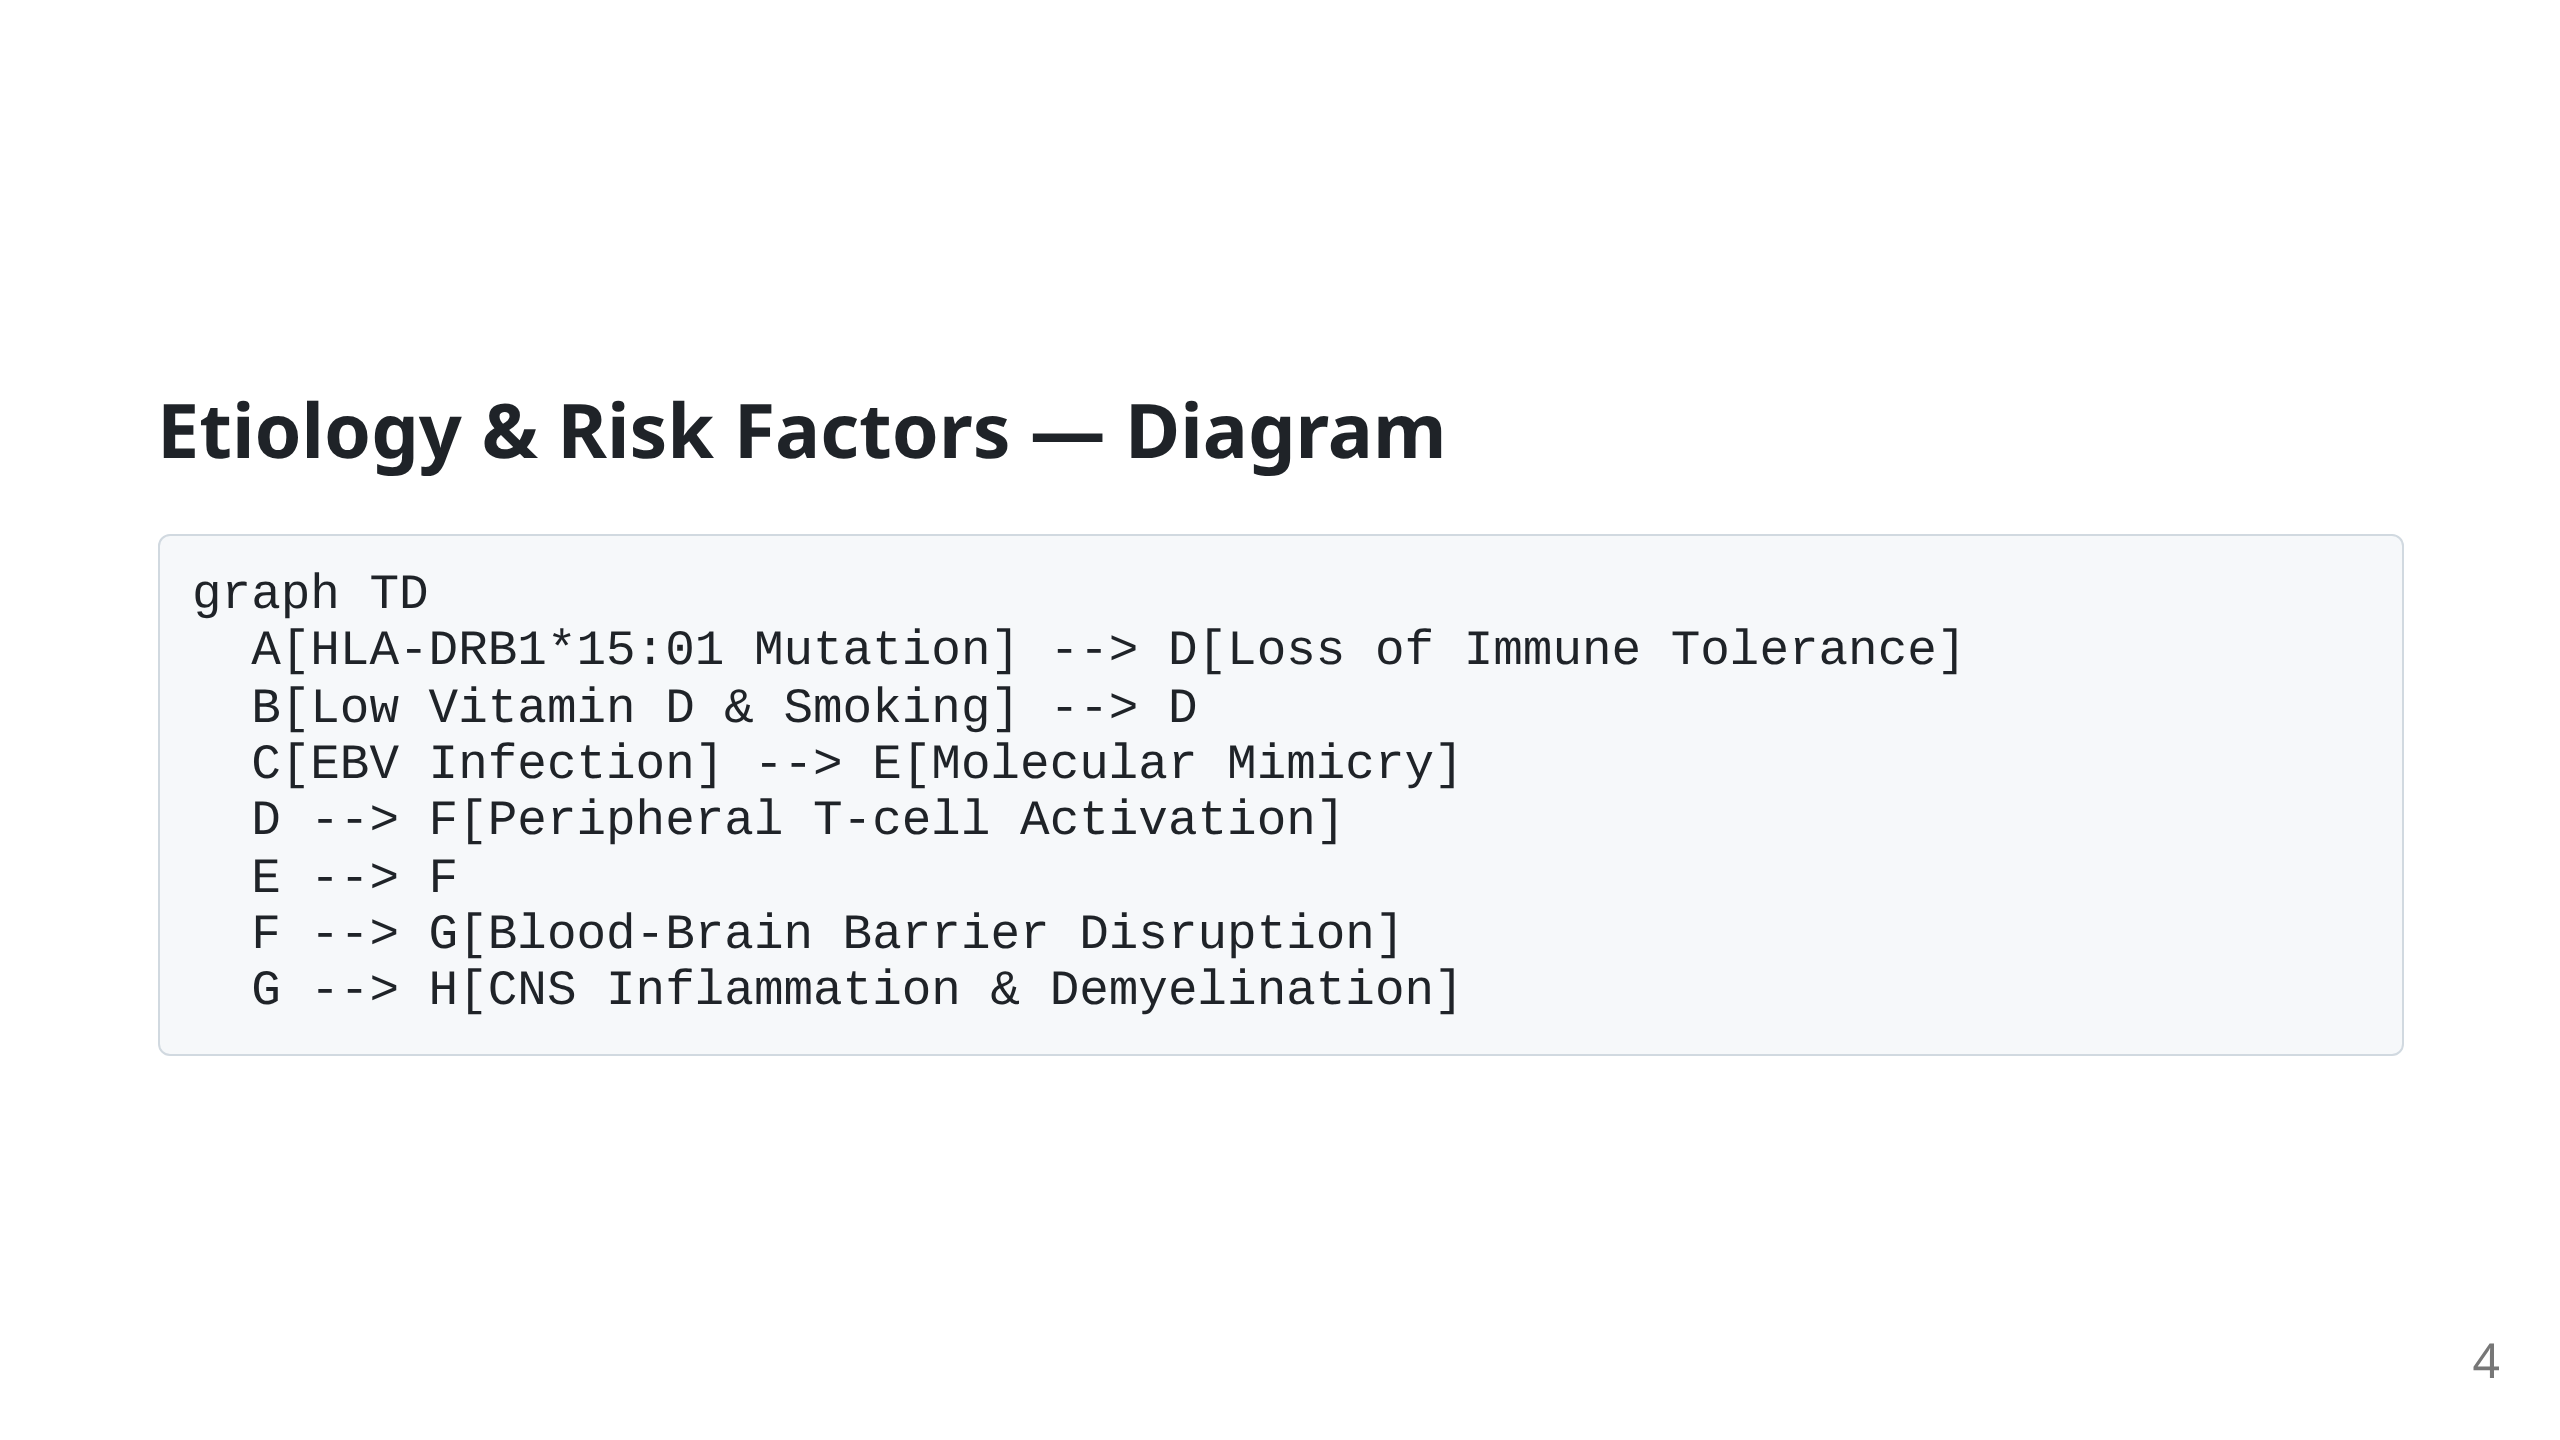 Etiology & Risk Factors — Diagram
graph TD
  A[HLA-DRB1*15:01 Mutation] --> D[Loss of Immune Tolerance]
  B[Low Vitamin D & Smoking] --> D
  C[EBV Infection] --> E[Molecular Mimicry]
  D --> F[Peripheral T-cell Activation]
  E --> F
  F --> G[Blood-Brain Barrier Disruption]
  G --> H[CNS Inflammation & Demyelination]
4